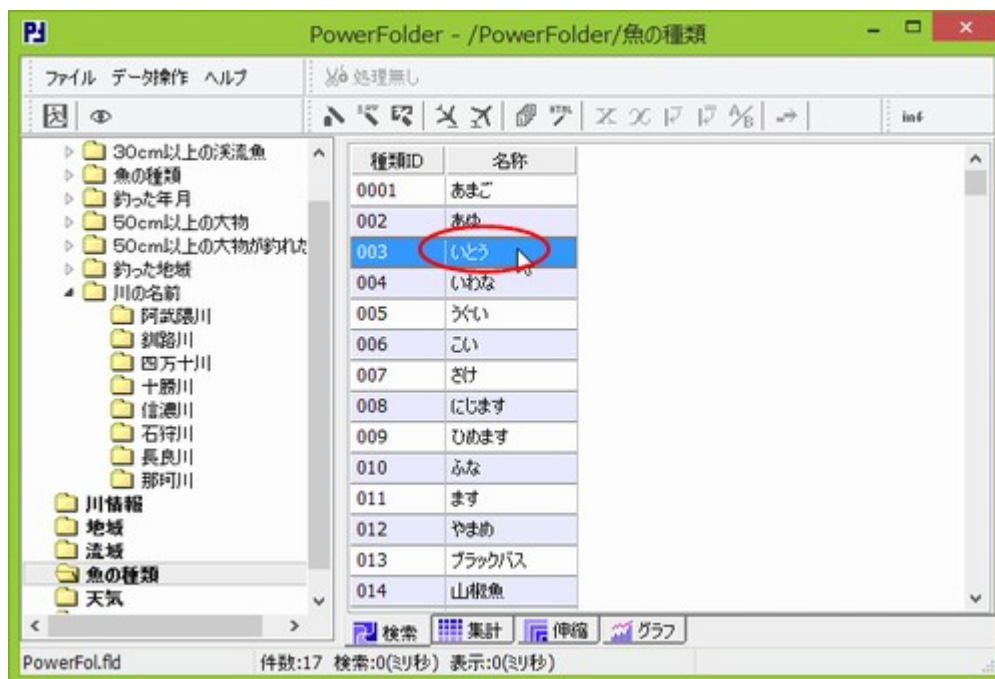 PowerFolder - /PowerFolder/魚の種類
ファイル データ操作 ヘルプ 処理無し
HTML A/B inf
30cm以上の渓流魚
魚の種類
釣った年月
50cm以上の大物
50cm以上の大物が釣れた
釣った地域
川の名前
阿武隈川
釧路川
四万十川
十勝川
信濃川
石狩川
長良川
那珂川
川情報
地域
流域
魚の種類
天気
種類ID 名称
0001 あまご
002 あゆ
003 いとう
004 いわな
005 うぐい
006 こい
007 さけ
008 にじます
009 ひめます
010 ふな
011 ます
012 やまめ
013 ブラックバス
014 山椒魚
検索 集計 伸縮 グラフ
PowerFol.fld 件数:17 検索:0(ミリ秒) 表示:0(ミリ秒)